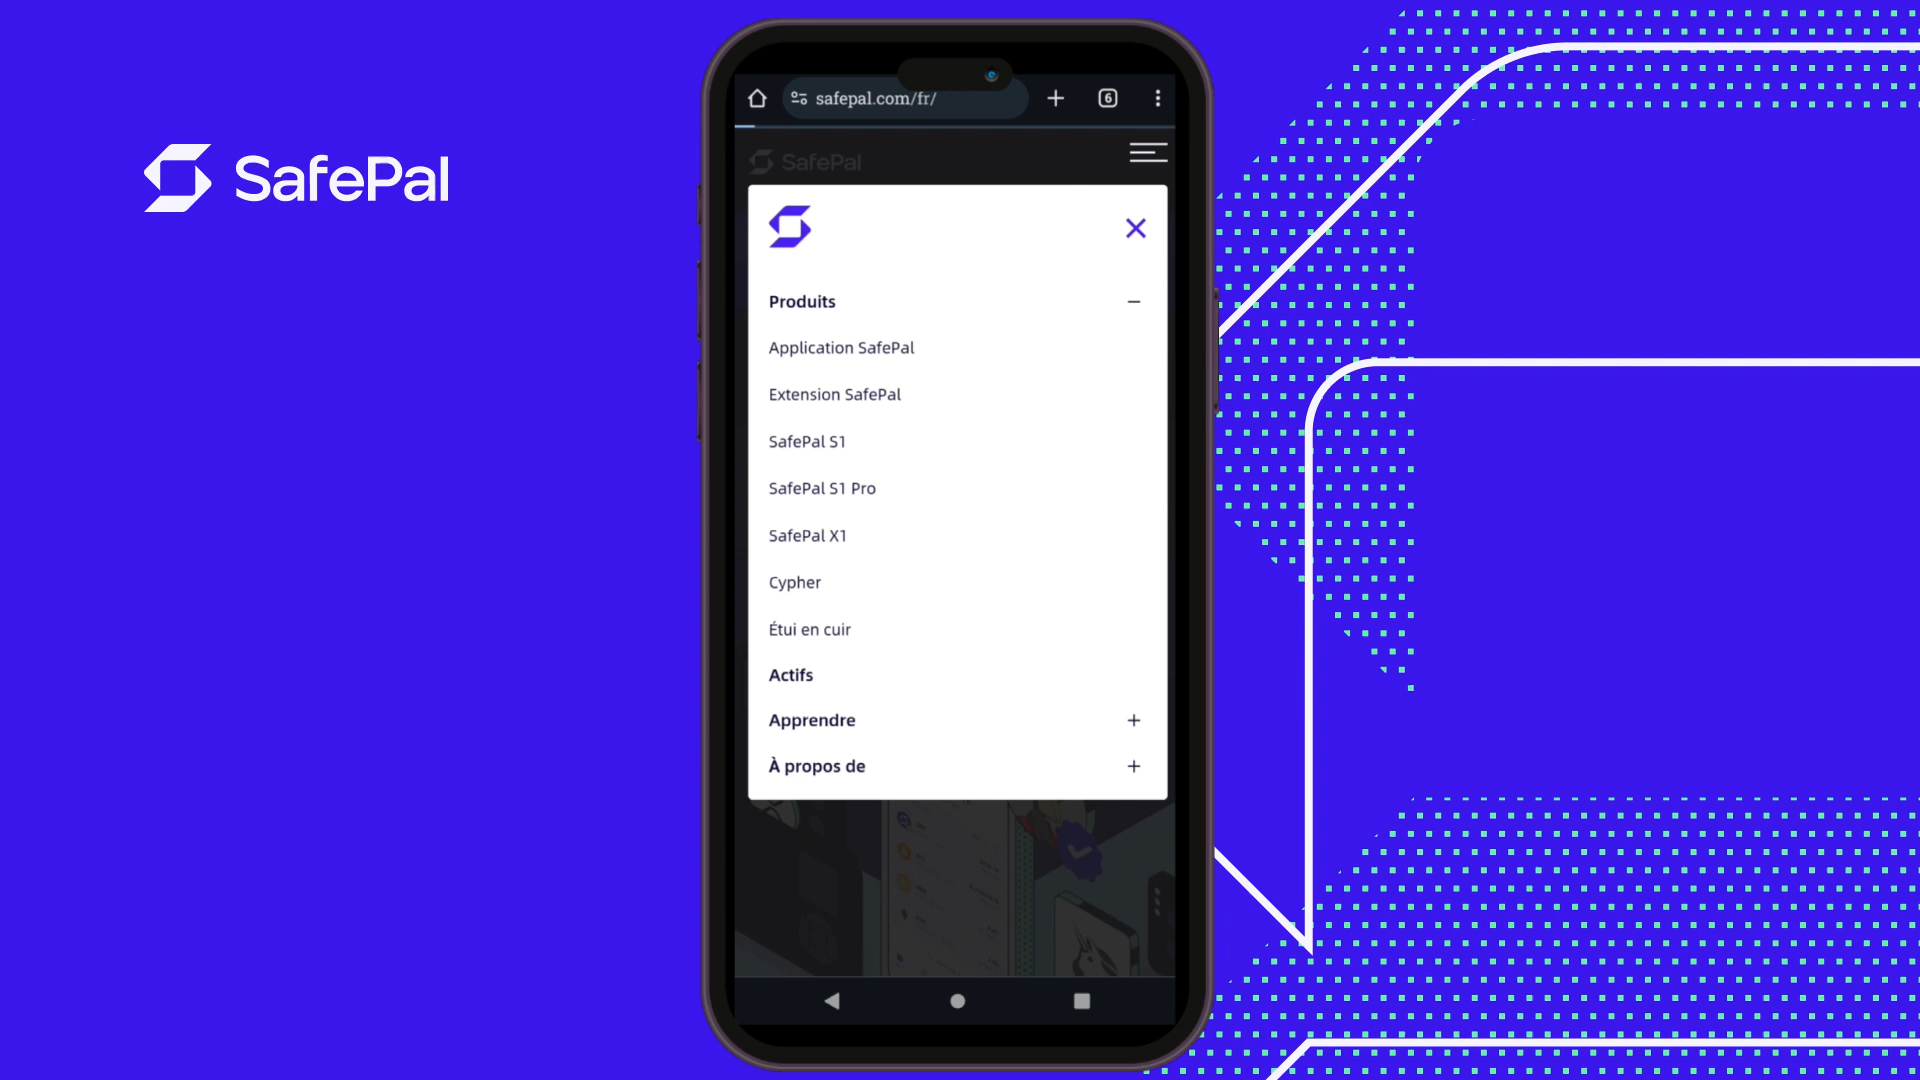 SafePal
safepal.com/fr/
6
SafePal
Produits
Application SafePal
Extension SafePal
SafePal S1
SafePal S1 Pro
SafePal X1
Cypher
Étui en cuir
Actifs
Apprendre
À propos de